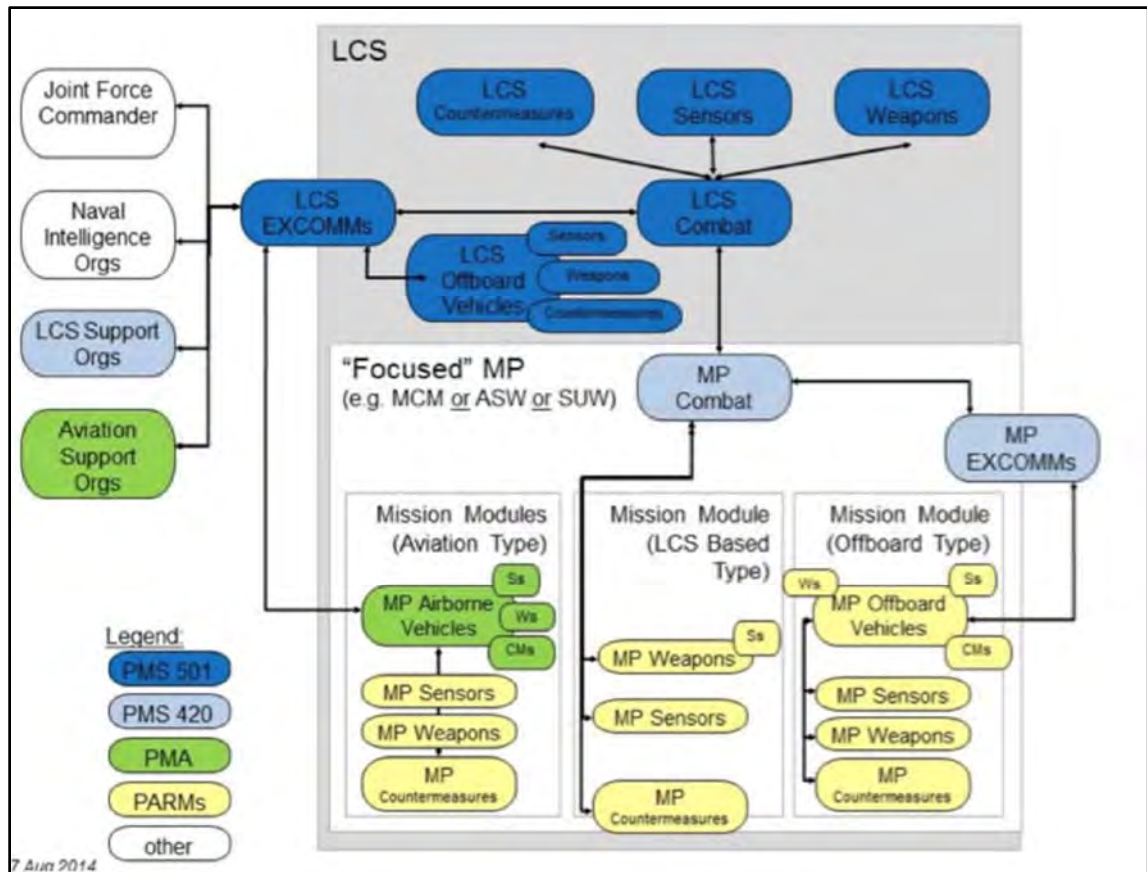 LCS
Joint Force
Commander
Naval
Intelligence
Orgs
LCS Support
Orgs
Aviation
Support
Orgs
LCS
Countermeasures
LCS
Sensors
LCS
Weapons
LCS
EXCOMMs
LCS
Combat
LCS
Offboard
Vehicles
Sensors
Weapons
Countermeasures
"Focused" MP
(e.g. MCM or ASW or SUW)
MP
Combat
MP
EXCOMMs
Mission Modules
(Aviation Type)
MP Airborne
Vehicles
Ss
Ws
CMs
MP Sensors
MP Weapons
MP
Countermeasures
Mission Module
(LCS Based
Type)
MP Weapons
Ss
MP Sensors
MP
Countermeasures
Mission Module
(Offboard Type)
Ws
Ss
MP Offboard
Vehicles
CMs
MP Sensors
MP Weapons
MP
Countermeasures
Legend:
PMS 501
PMS 420
PMA
PARMs
other
7 Aug 2014